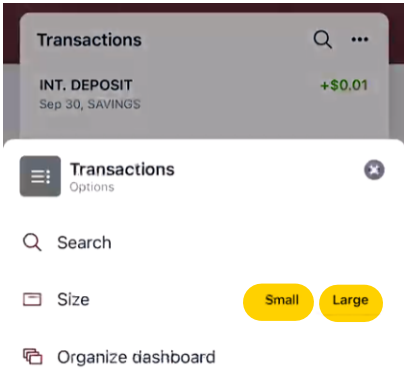 Transactions
INT. DEPOSIT +$0.01
Sep 30, SAVINGS
Transactions
Options
Search
Size Small Large
Organize dashboard